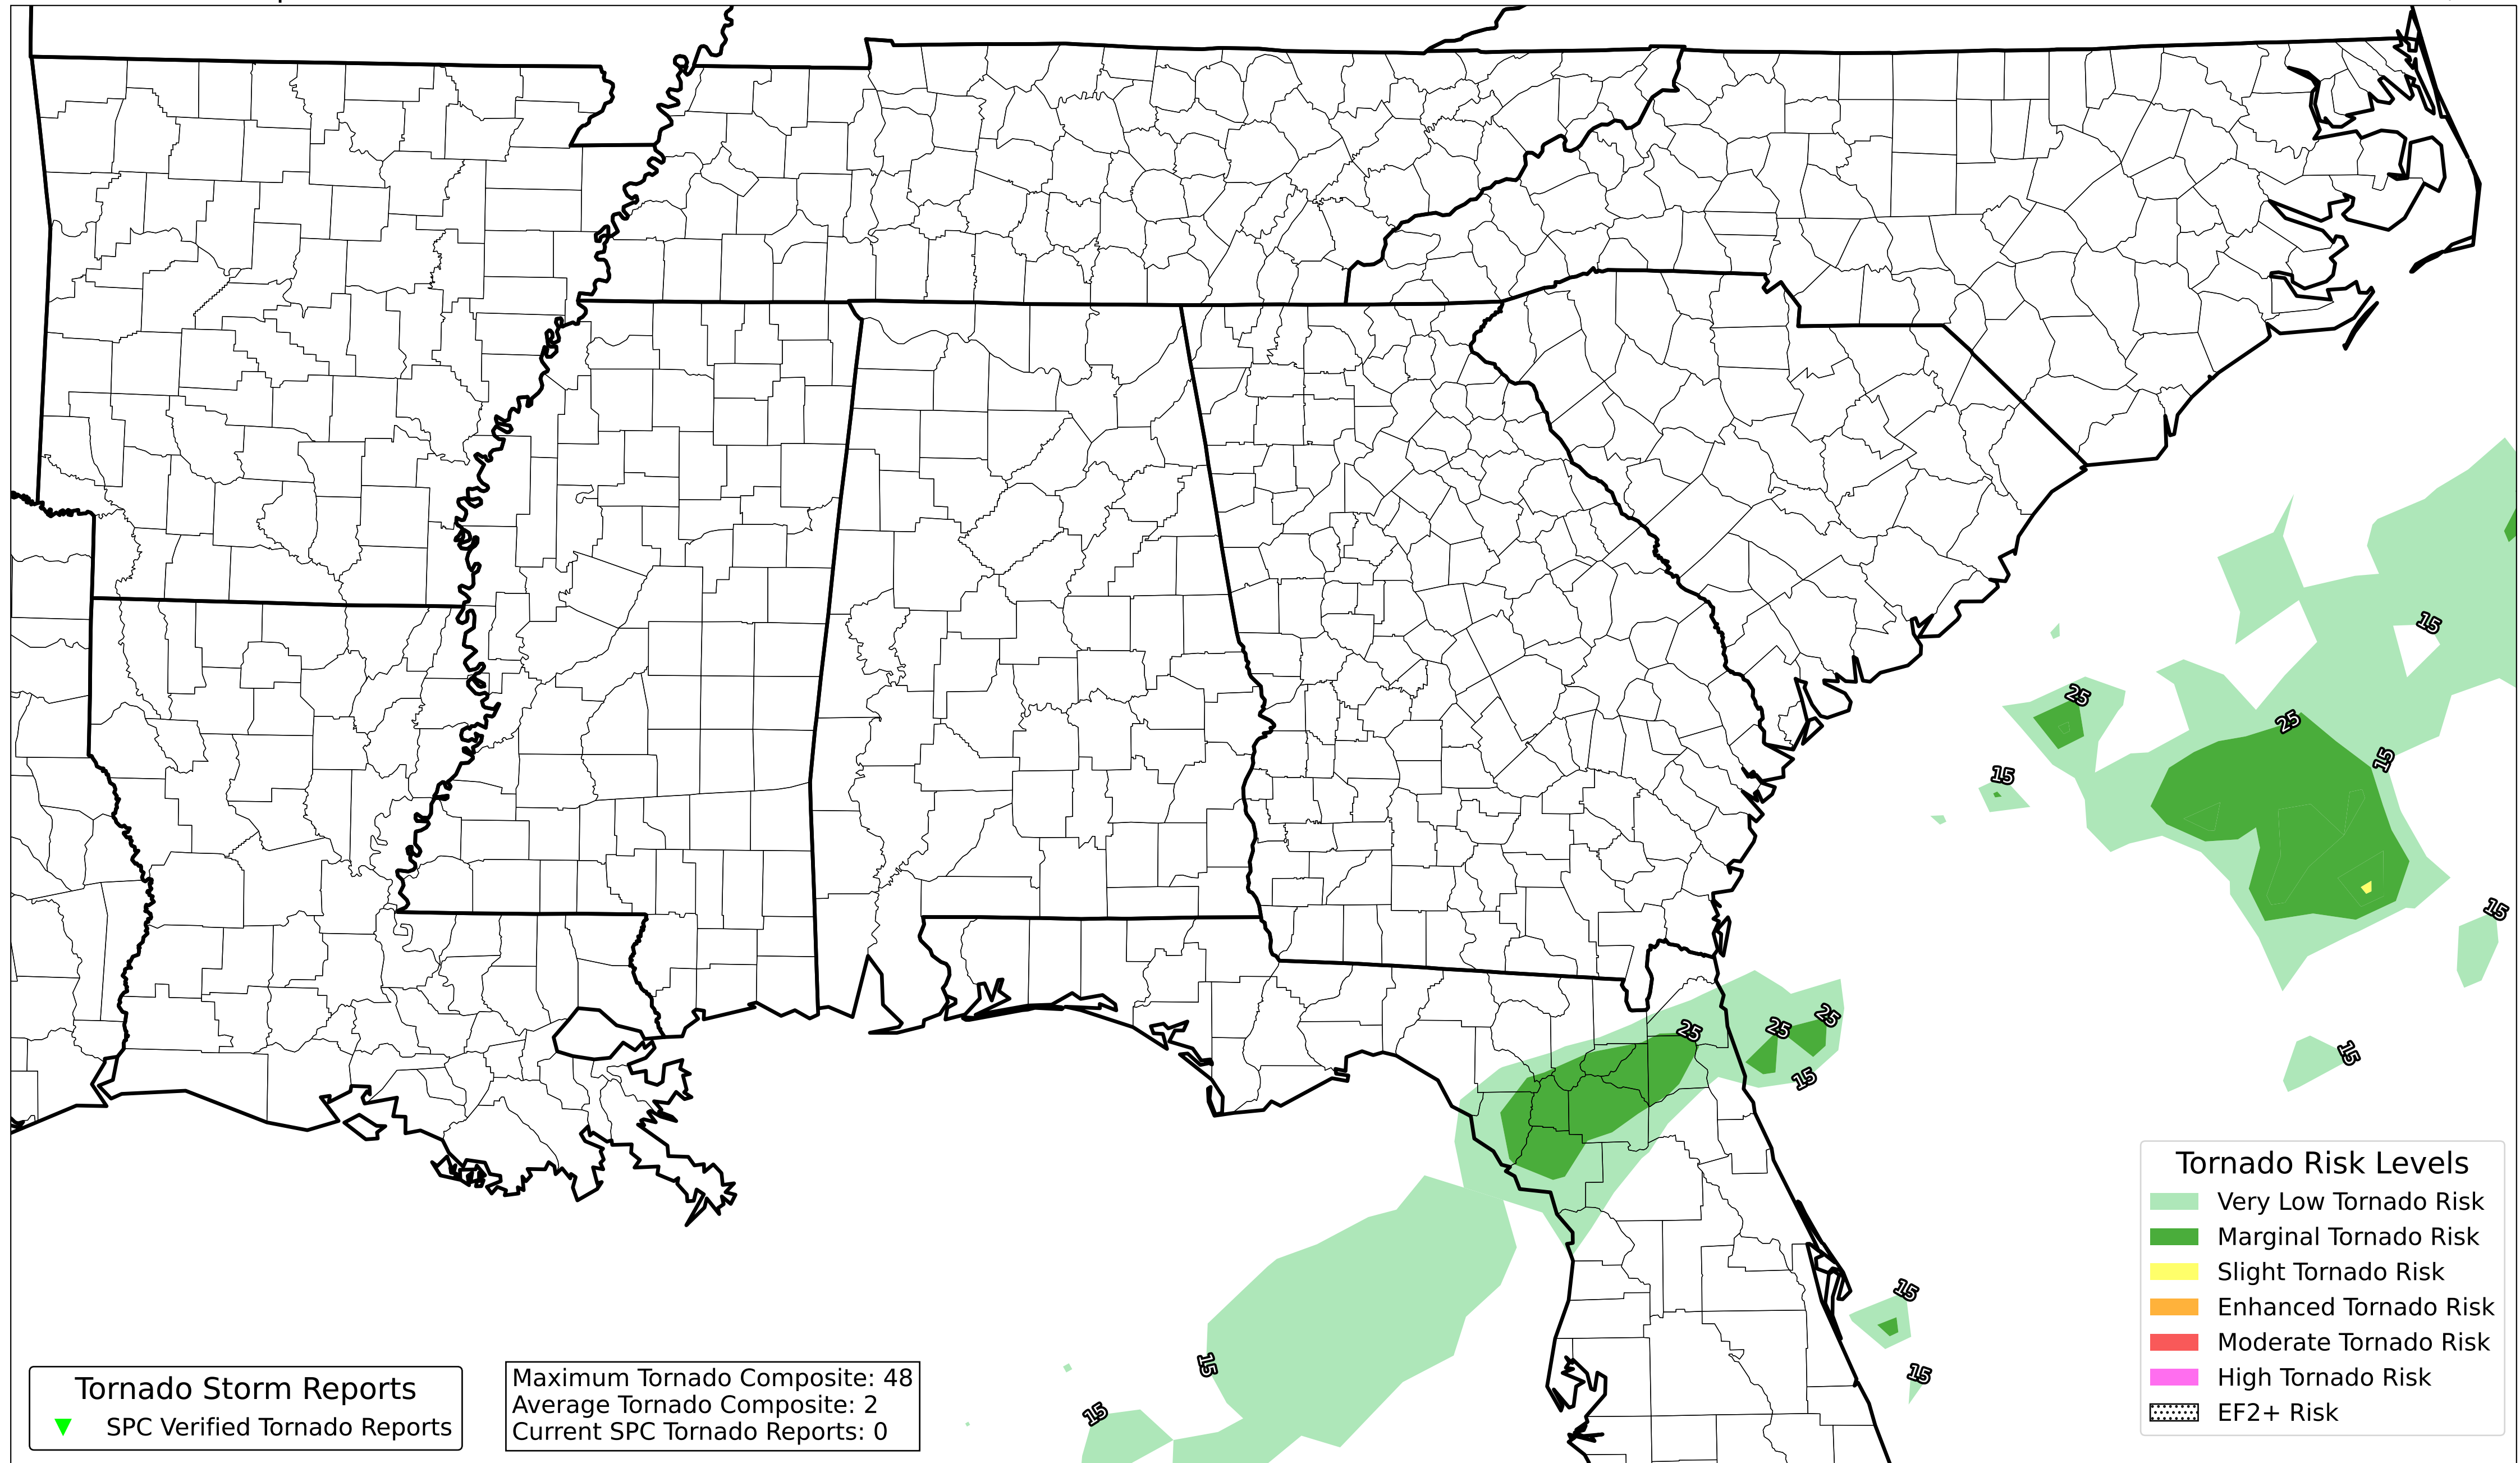 15
25
25
15
15
15
25
25
25
15
15
15
15
15
15
Tornado Risk Levels
Very Low Tornado Risk
Marginal Tornado Risk
Slight Tornado Risk
Enhanced Tornado Risk
Moderate Tornado Risk
High Tornado Risk
EF2+ Risk
Tornado Storm Reports
SPC Verified Tornado Reports
Maximum Tornado Composite: 48
Average Tornado Composite: 2
Current SPC Tornado Reports: 0